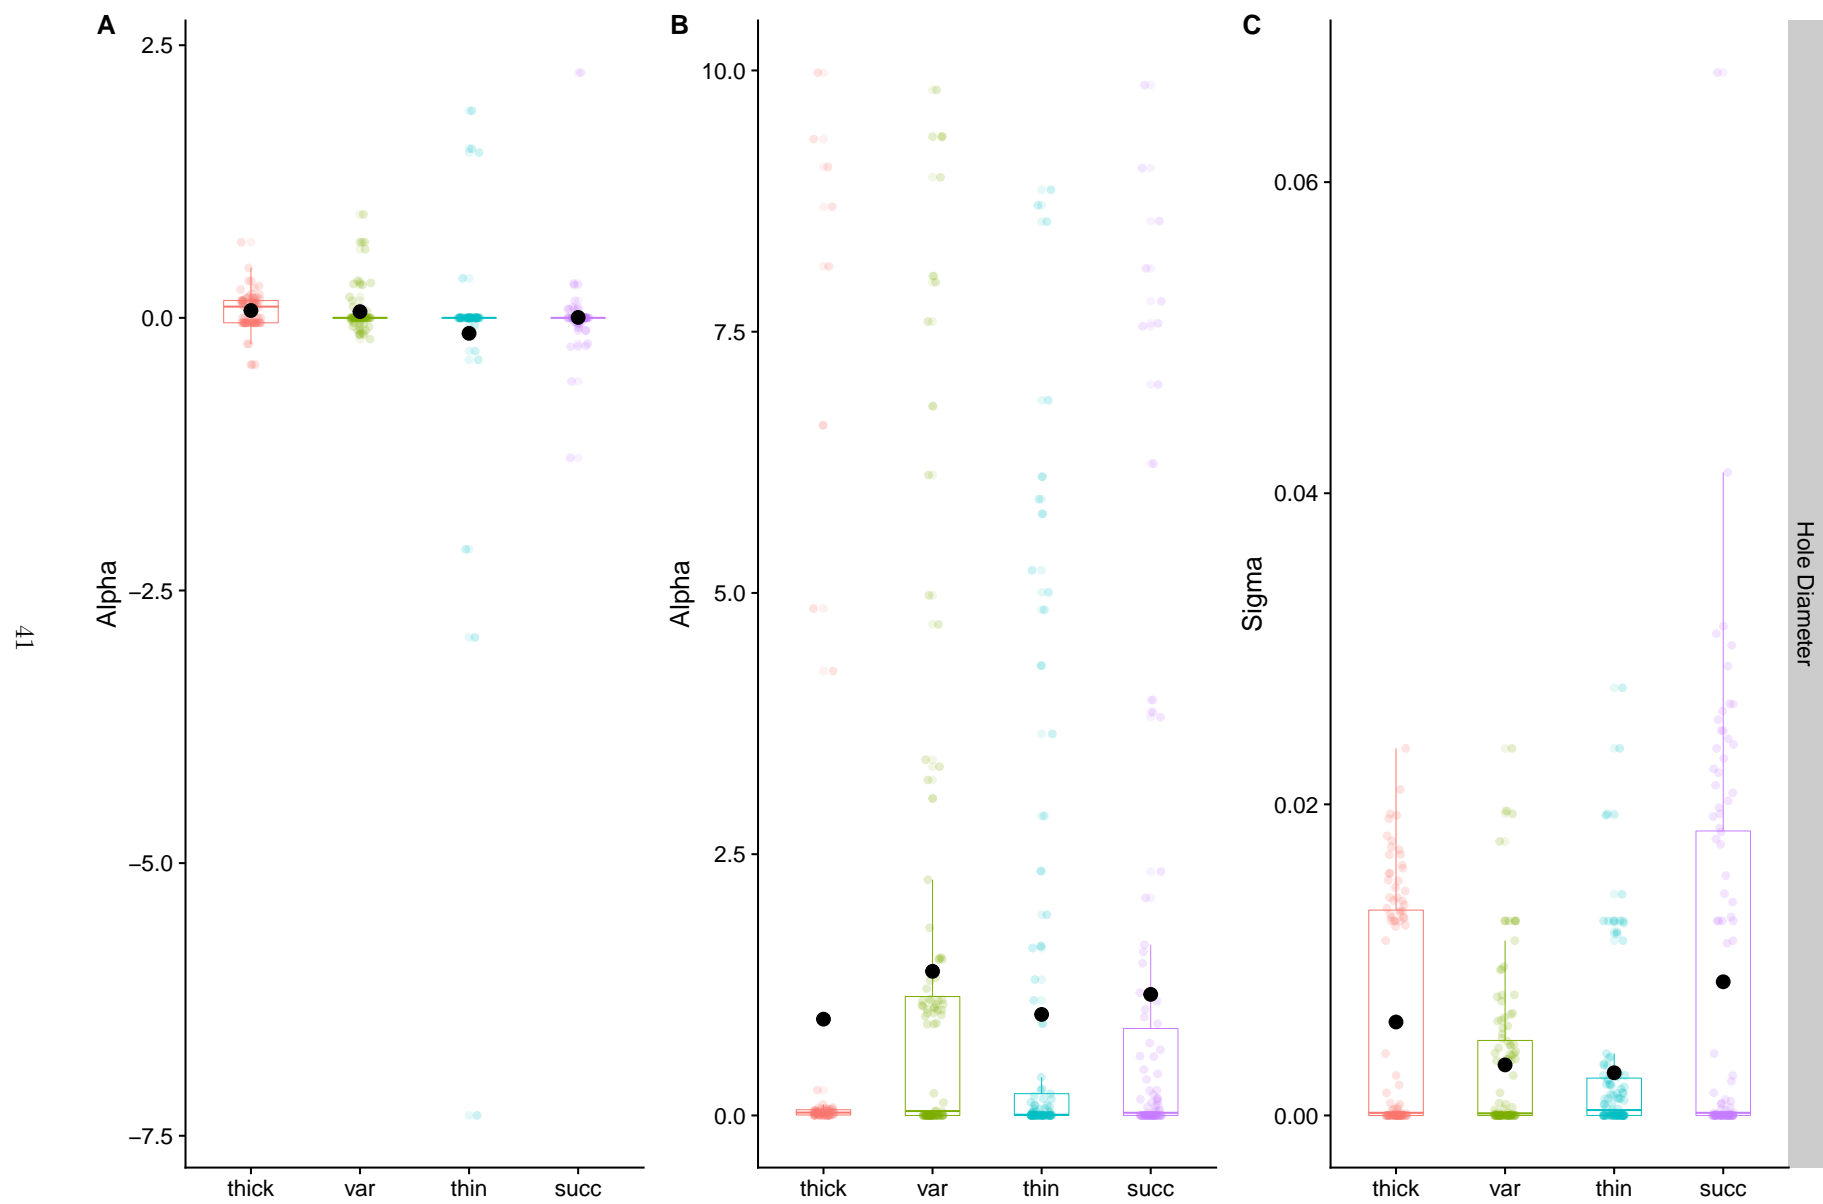 A
B
C
2.5
0.0
−2.5
−5.0
−7.5
Alpha
thick var thin succ
10.0
7.5
5.0
2.5
0.0
Alpha
thick var thin succ
0.06
0.04
0.02
0.00
Sigma
thick var thin succ
Hole Diameter
41